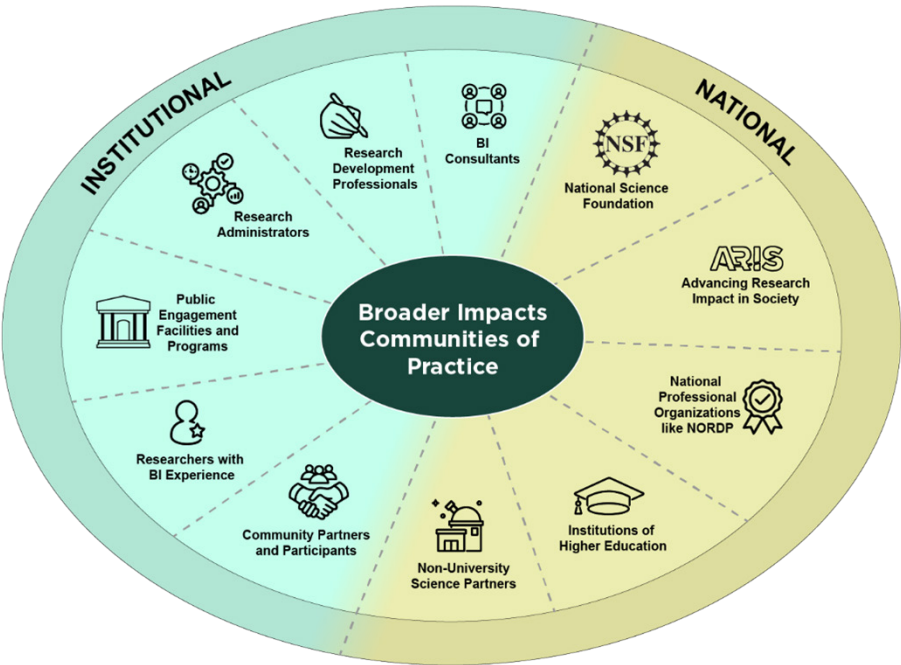 INSTITUTIONAL
NATIONAL
BI
Consultants
NSF
National Science
Foundation
ARIS
Advancing Research
Impact in Society
National
Professional
Organizations
like NORDP
Institutions of
Higher Education
Non-University
Science Partners
Community Partners
and Participants
Researchers with
BI Experience
Public
Engagement
Facilities and
Programs
Research
Administrators
Research
Development
Professionals
Broader Impacts
Communities of
Practice